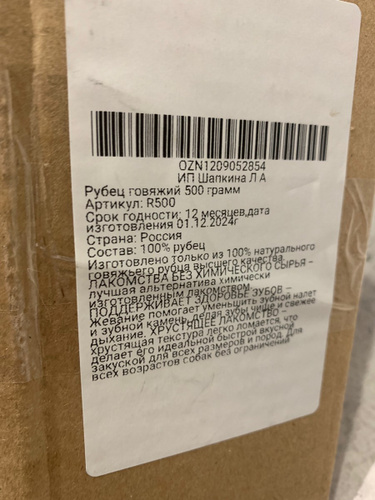 OZN1209052854
ИП Шапкина Л А
Рубец говяжий 500 грамм
Артикул: R500
Срок годности: 12 месяцев,дата
изготовления 01.12.2024г
Страна: Россия
Состав: 100% рубец
Изготовлено только из 100% натурального
говяжьего рубца высшего качества.
ЛАКОМСТВА БЕЗ ХИМИЧЕСКОГО СЫРЬЯ –
лучшая альтернатива химически
изготовленным лакомством.
ПОДДЕРЖИВАЕТ ЗДОРОВЬЕ ЗУБОВ –
Жевание помогает уменьшить зубной налет
и зубной камень, делая зубы чище и свежее
дыхание. ХРУСТЯЩЕЕ ЛАКОМСТВО –
хрустящая текстура легко ломается, что
делает его идеальной быстрой вкусной
закуской для всех размеров и пород. Для
всех возрастов собак без ограничений